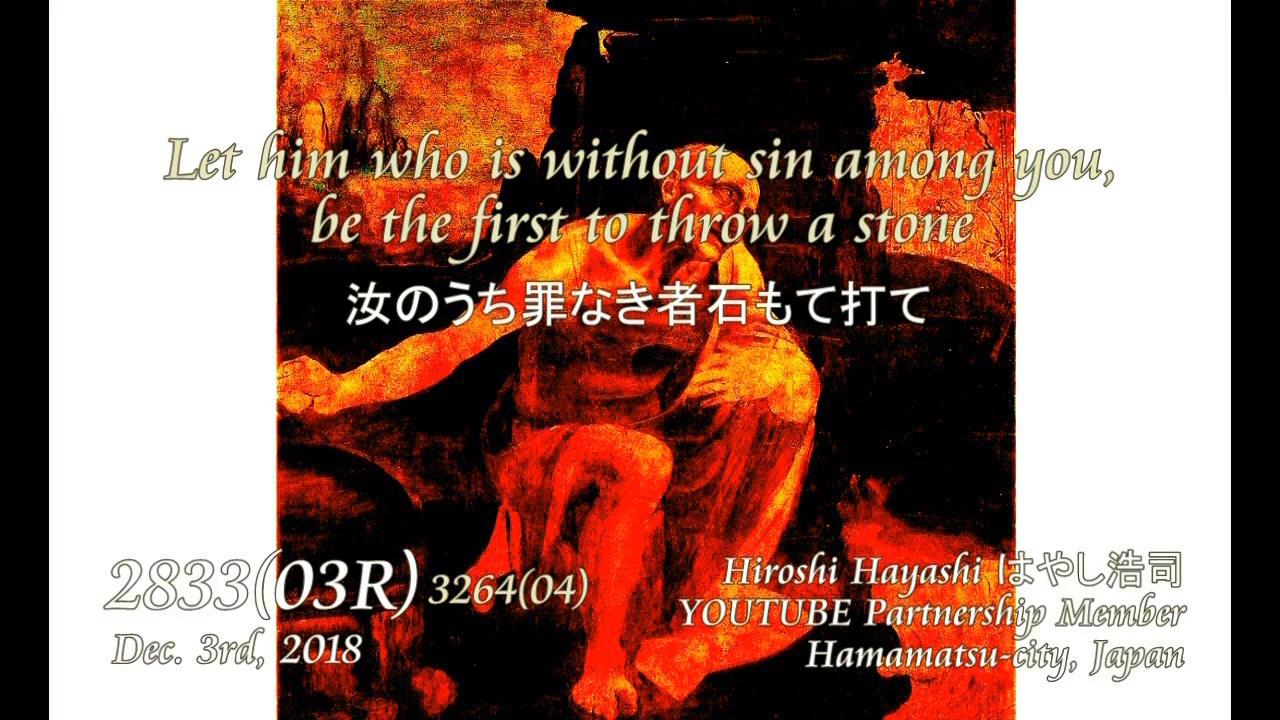 Let him who is without sin among you,
be the first to throw a stone
汝のうち罪なき者石もて打て
2833(03R) 3264(04)
Dec. 3rd, 2018
Hiroshi Hayashi はやし浩司
YOUTUBE Partnership Member
Hamamatsu-city, Japan